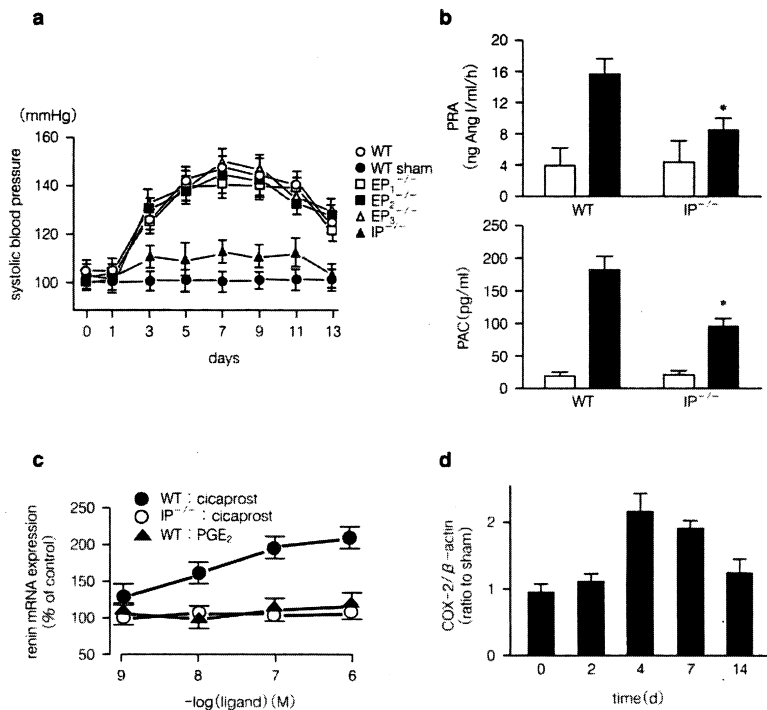 a
(mmHg)
systolic blood pressure
160
140
120
100
0 1 3 5 7 9 11 13
days
WT
WT sham
EP₁⁻/⁻
EP₂⁻/⁻
EP₃⁻/⁻
IP⁻/⁻
b
PRA
(ng Ang I/ml/h)
20
16
12
8
4
0
*
WT IP⁻/⁻
PAC(pg/ml)
250
200
150
100
50
0
*
WT IP⁻/⁻
c
renin mRNA expression
(% of control)
250
200
150
100
50
WT : cicaprost
IP⁻/⁻ : cicaprost
WT : PGE₂
9 8 7 6
-log(ligand)(M)
d
COX-2/β-actin
(ratio to sham)
2
1
0
0 2 4 7 14
time(d)